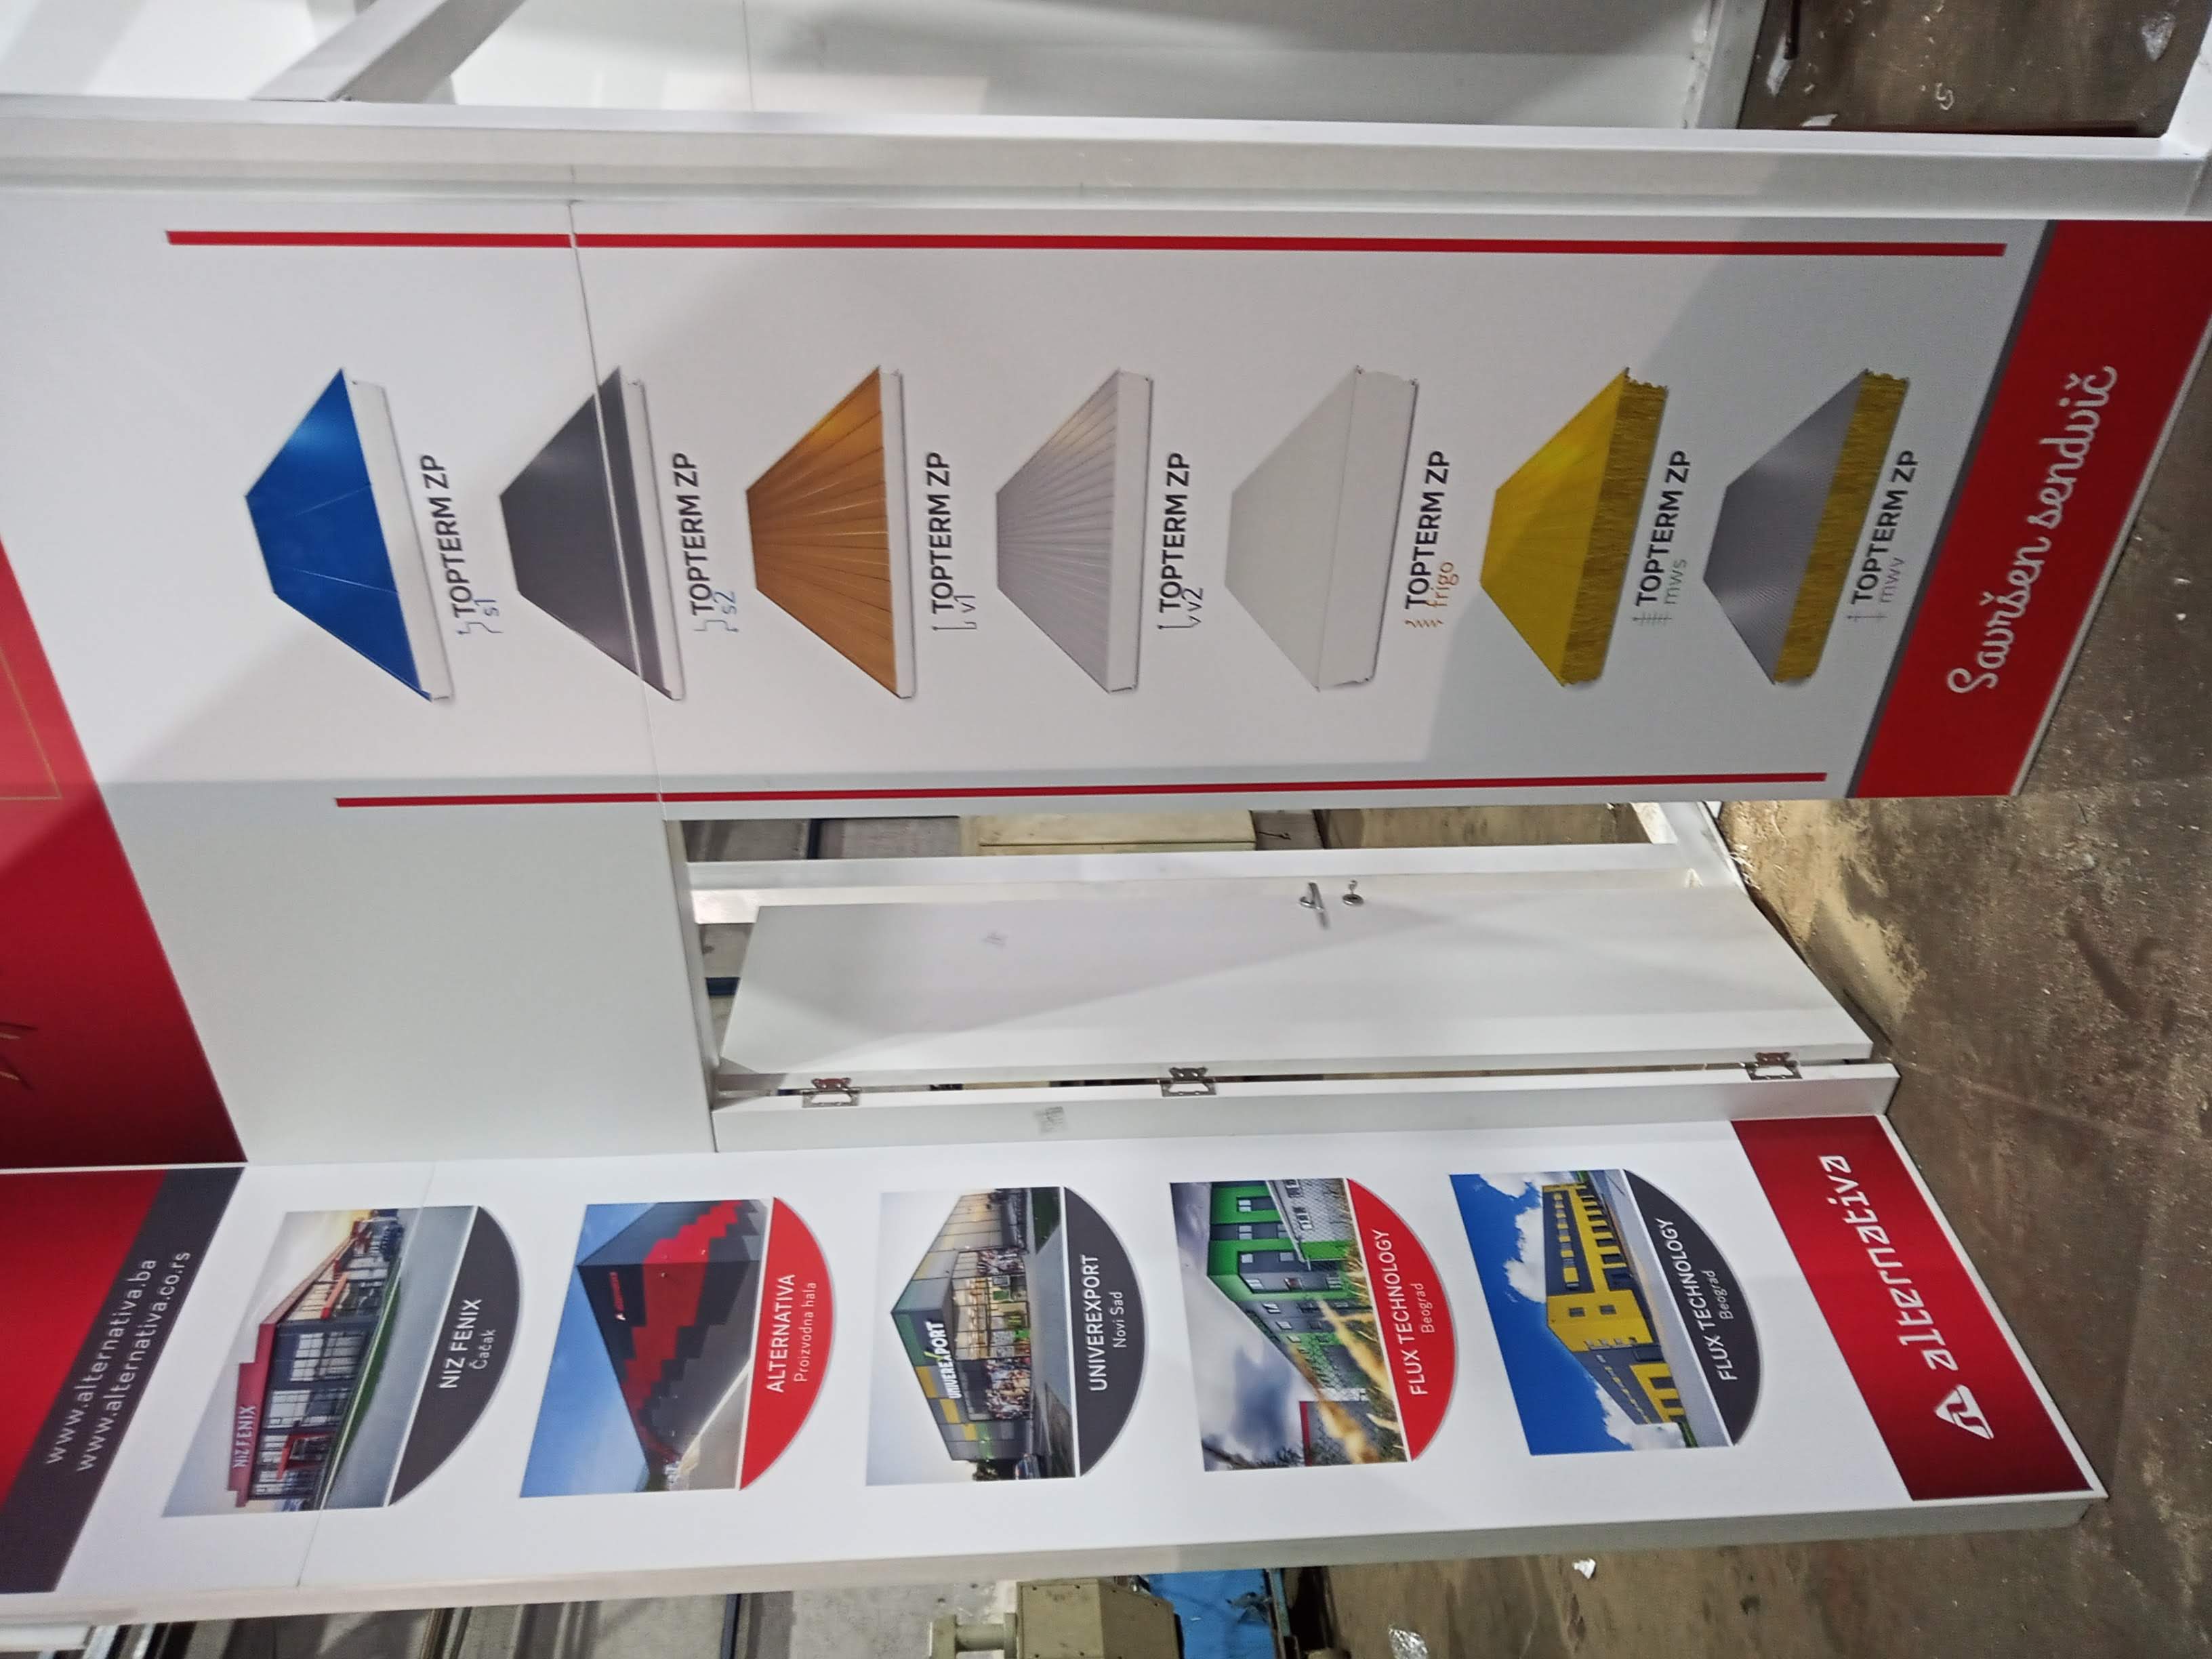 www.alternativa.ba
www.alternativa.co.rs
NIZ FENIX
NIZ FENIX
Čačak
ALTERNATIVA
Proizvodna hala
UNIVEREXPORT
UNIVEREXPORT
Novi Sad
FLUX TECHNOLOGY
Beograd
FLUX TECHNOLOGY
Beograd
alternativa
TOPTERM ZP
s1
TOPTERM ZP
s2
TOPTERM ZP
v1
TOPTERM ZP
v2
TOPTERM ZP
frigo
TOPTERM ZP
mws
TOPTERM ZP
mwv
Savršen sendvič